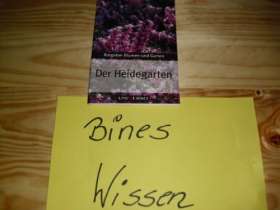 Ratgeber Blumen und Garten
Der Heidegarten
Bines
Wissen